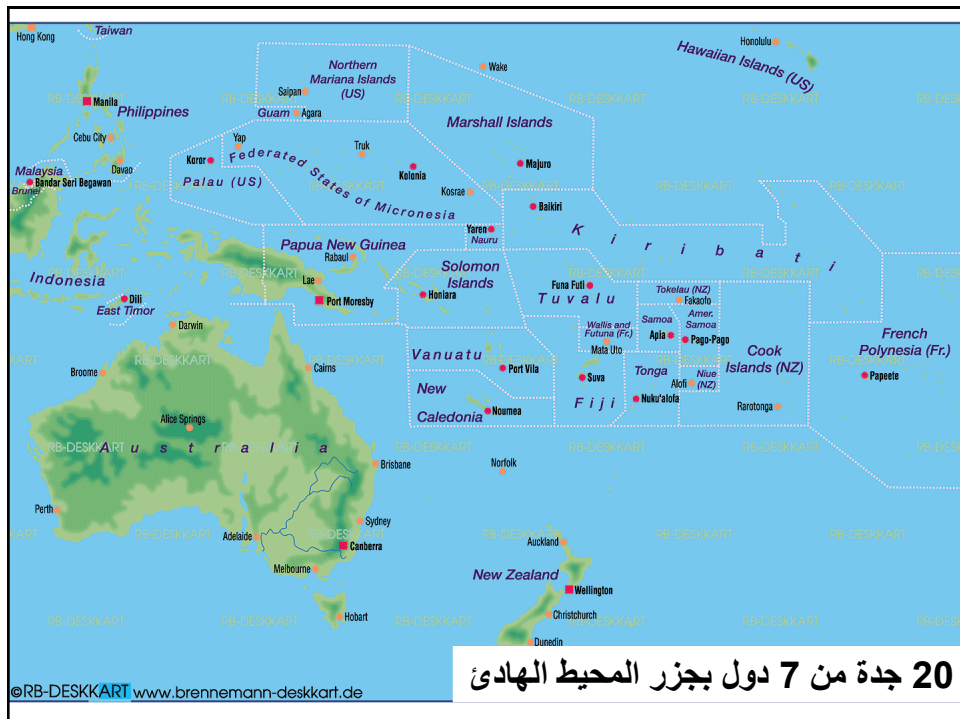 Taiwan
Hong Kong
Honolulu
Hawaiian Islands (US)
Wake
Northern
Mariana Islands
(US)
Saipan
Guam
Agara
Manila
Philippines
Marshall Islands
Cebu City
Yap
Truk
Davao
Koror
Federated States of Micronesia
Kolonia
Majuro
Malaysia
Brunei
Bandar Seri Begawan
Palau (US)
Kosrae
Baikiri
Yaren
Nauru
Kiribati
Papua New Guinea
Rabaul
Solomon
Islands
Indonesia
Lae
Funa Futi
Tuvalu
Tokelau (NZ)
Fakaofo
Dili
East Timor
Port Moresby
Honiara
Amer.
Samoa
Samoa
Darwin
Wallis and
Futuna (Fr.)
Mata Uto
Apia
Pago-Pago
French
Polynesia (Fr.)
Vanuatu
Cook
Islands (NZ)
Broome
Cairns
Port Vila
Suva
Tonga
Niue
(NZ)
Alofi
Papeete
New
Caledonia
Noumea
Fiji
Nuku'alofa
Rarotonga
Alice Springs
Australia
Brisbane
Norfolk
Perth
Sydney
Adelaide
Canberra
Auckland
Melbourne
New Zealand
Wellington
Hobart
Christchurch
Dunedin
RB-DESKKART
20 جدة من 7 دول بجزر المحيط الهادئ
©RB-DESKKART www.brennemann-deskkart.de